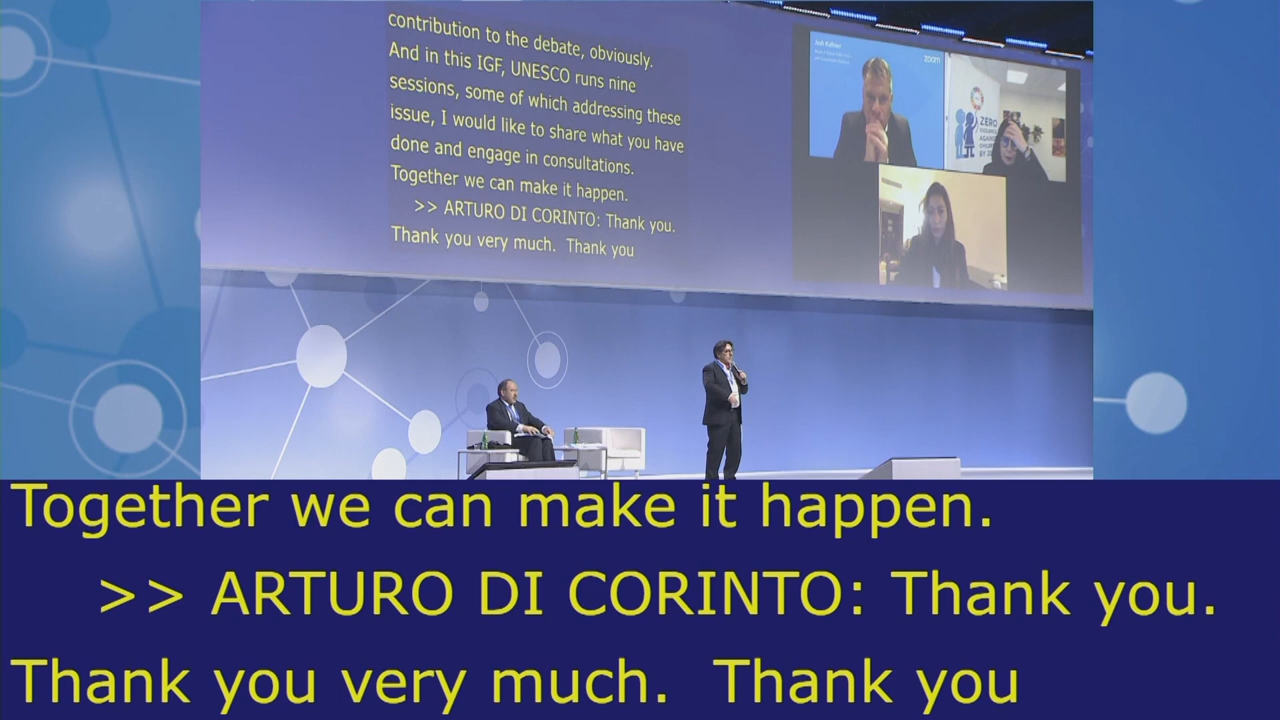 contribution to the debate, obviously.
And in this IGF, UNESCO runs nine
sessions, some of which addressing these
issue, I would like to share what you have
done and engage in consultations.
Together we can make it happen.
>> ARTURO DI CORINTO: Thank you.
Thank you very much. Thank you
zoom
ZERO
VIOLENCE
AGAINST
Together we can make it happen.
>> ARTURO DI CORINTO: Thank you.
Thank you very much. Thank you